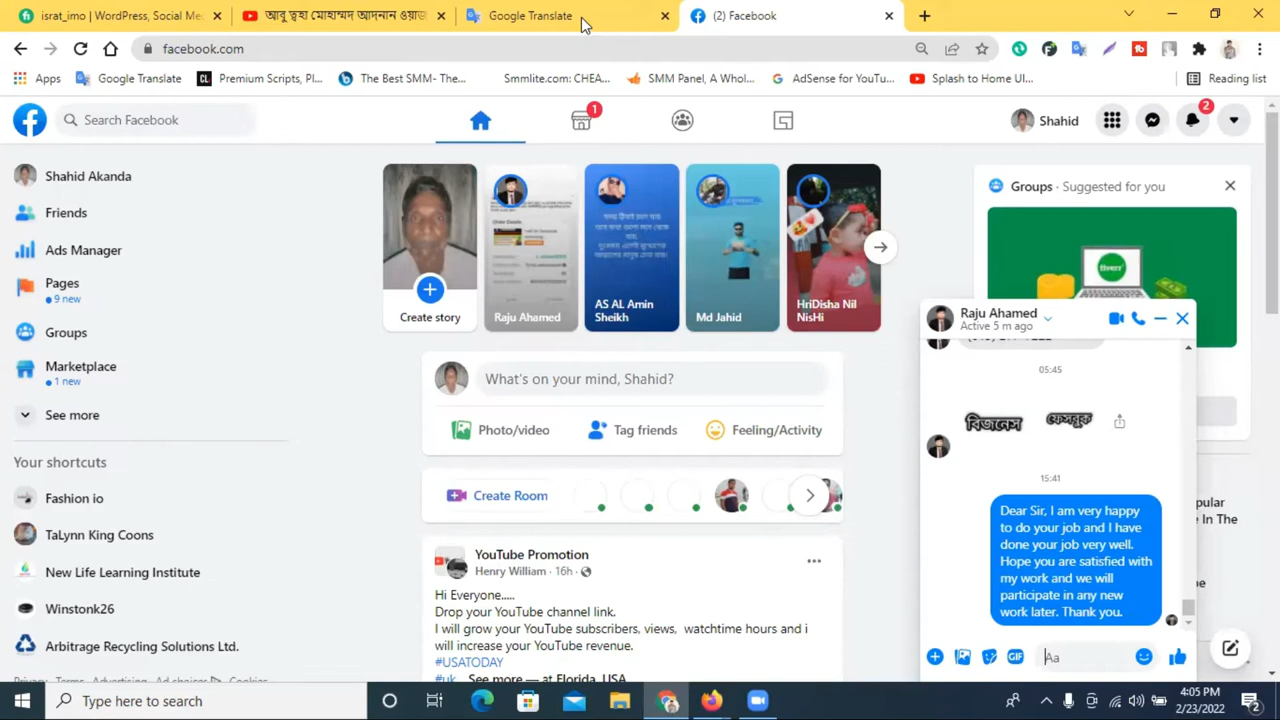 israt_imo | WordPress, Social Me
আবু ত্বহা মোহাম্মদ আদনান ওয়াজ
Google Translate
(2) Facebook
facebook.com
Apps
Google Translate
Premium Scripts, Pl...
The Best SMM- The...
Smmlite.com: CHEA...
SMM Panel, A Whol...
AdSense for YouTu...
Splash to Home UI...
Reading list
Search Facebook
1
Shahid
2
Shahid Akanda
Friends
Ads Manager
Pages
9 new
Groups
Marketplace
1 new
See more
Your shortcuts
Fashion io
TaLynn King Coons
New Life Learning Institute
Winstonk26
Arbitrage Recycling Solutions Ltd.
Privacy · Terms · Advertising · Ad choices · Cookies
Create story
Raju Ahamed
AS AL Amin
Sheikh
Md Jahid
HriDisha Nil
NisHi
What's on your mind, Shahid?
Photo/video
Tag friends
Feeling/Activity
Create Room
YouTube Promotion
Henry William · 16h ·
Hi Everyone.....
Drop your YouTube channel link.
I will grow your YouTube subscribers, views, watchtime hours and i
will increase your YouTube revenue.
#USATODAY
#uk See more — at Florida, USA
Groups · Suggested for you
fiverr
Raju Ahamed
Active 5 m ago
05:45
বিজনেস ফেসবুক
15:41
Dear Sir, I am very happy
to do your job and I have
done your job very well.
Hope you are satisfied with
my work and we will
participate in any new
work later. Thank you.
GIF
Aa
Type here to search
4:05 PM
2/23/2022
2